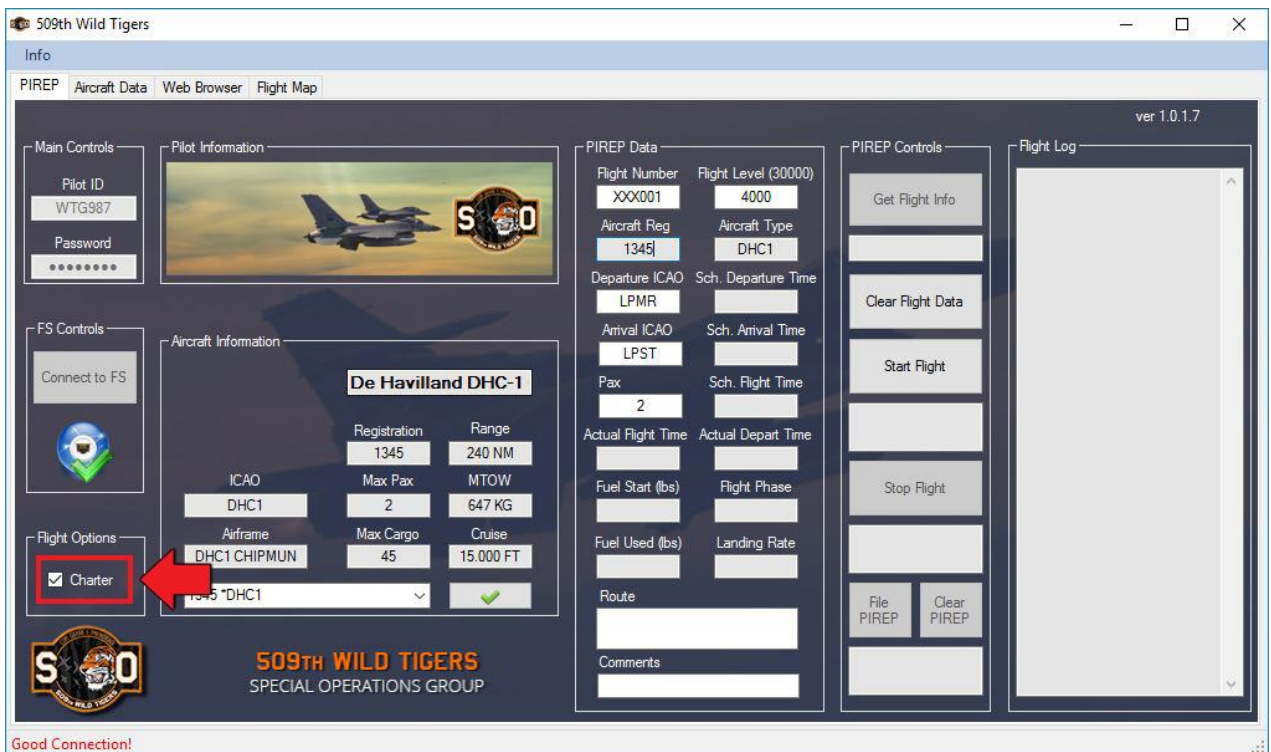 509th Wild Tigers
Info
PIREP Aircraft Data Web Browser Flight Map
ver 1.0.1.7
Main Controls
Pilot ID
WTG987
Password
Pilot Information
S O
509th WILD TIGERS
FS Controls
Connect to FS
Aircraft Information
De Havilland DHC-1
Registration Range
1345 240 NM
ICAO Max Pax MTOW
DHC1 2 647 KG
Airframe Max Cargo Cruise
DHC1 CHIPMUN 45 15.000 FT
1345 *DHC1
Flight Options
Charter
S O
509th WILD TIGERS
509TH WILD TIGERS
SPECIAL OPERATIONS GROUP
PIREP Data
Flight Number Flight Level (30000)
XXX001 4000
Aircraft Reg Aircraft Type
1345 DHC1
Departure ICAO Sch. Departure Time
LPMR
Arrival ICAO Sch. Arrival Time
LPST
Pax Sch. Flight Time
2
Actual Flight Time Actual Depart Time
Fuel Start (lbs) Flight Phase
Fuel Used (lbs) Landing Rate
Route
Comments
PIREP Controls
Get Flight Info
Clear Flight Data
Start Flight
Stop Flight
File PIREP
Clear PIREP
Flight Log
Good Connection!